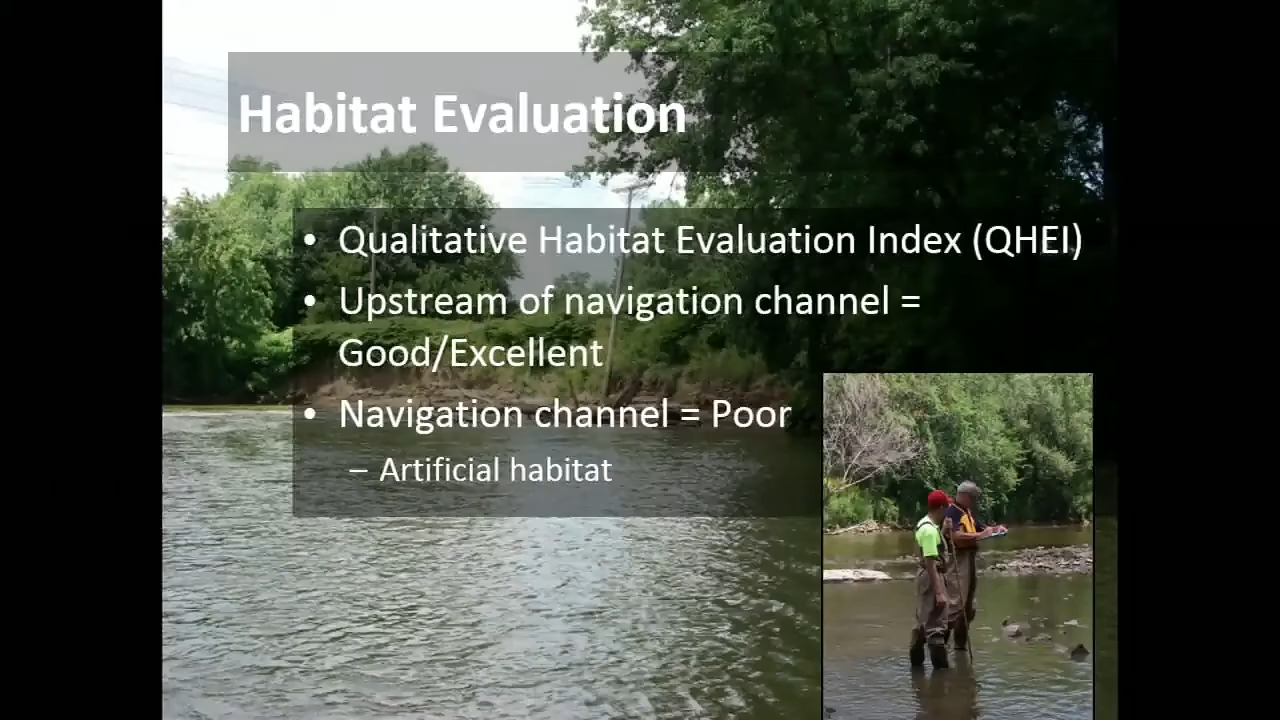 Habitat Evaluation
• Qualitative Habitat Evaluation Index (QHEI)
• Upstream of navigation channel =
Good/Excellent
• Navigation channel = Poor
– Artificial habitat